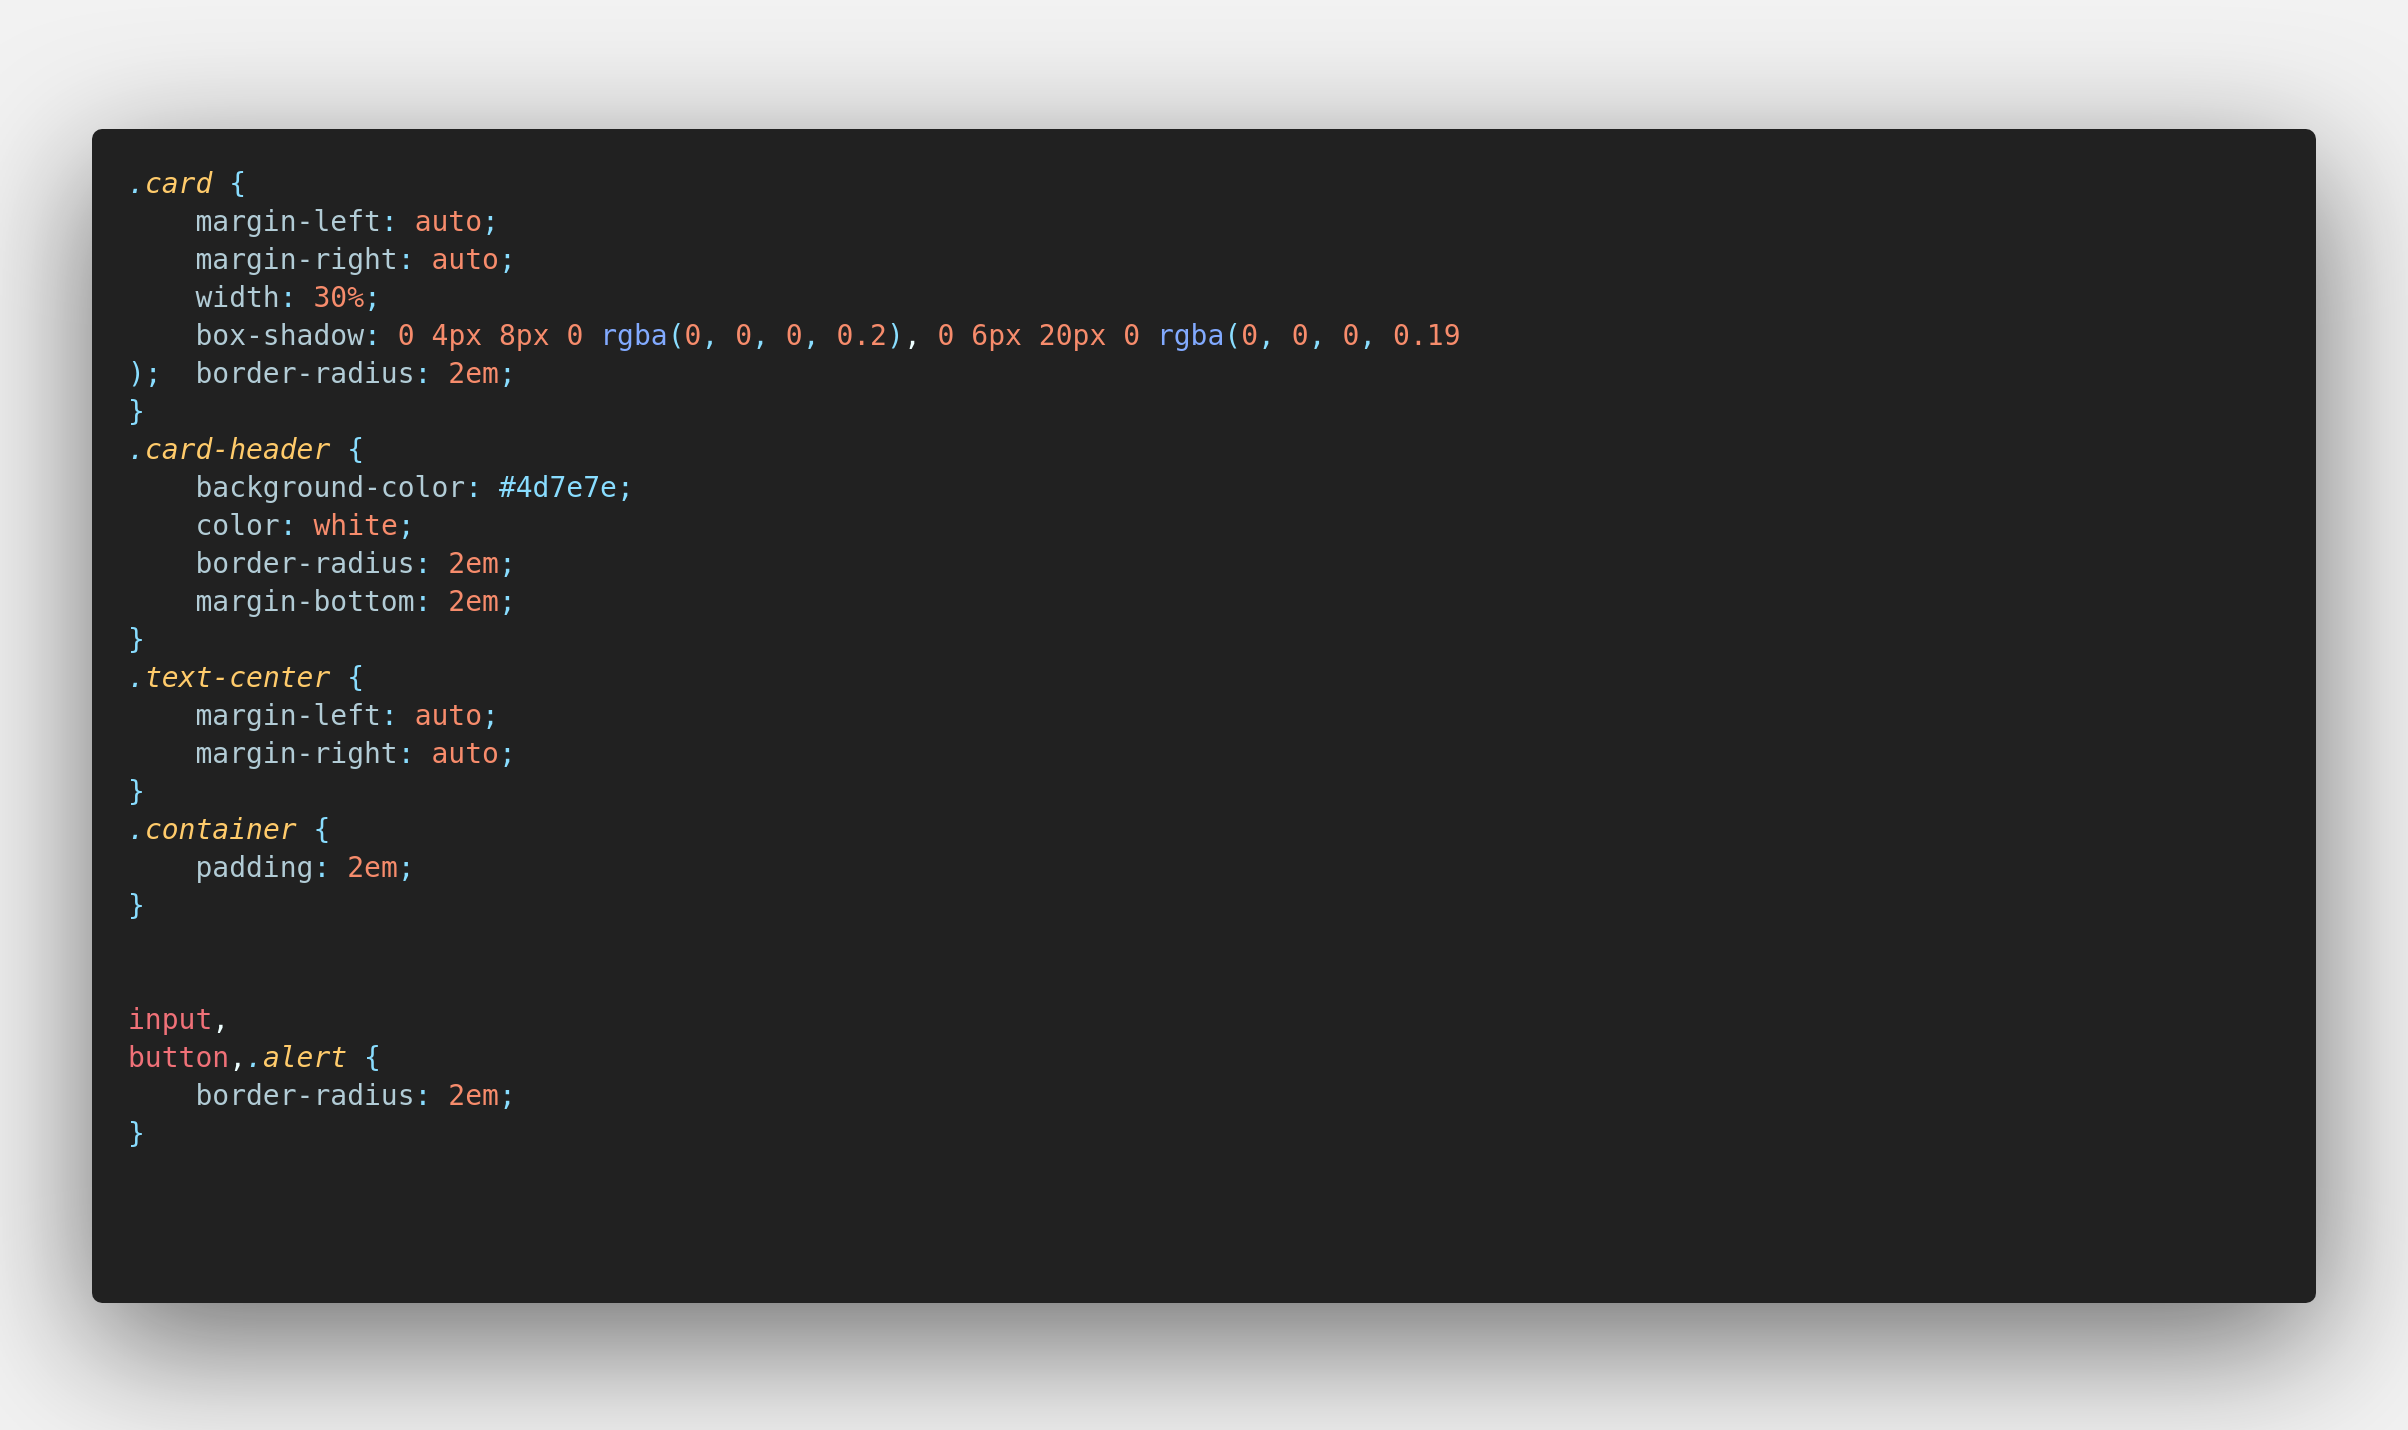 .card {
    margin-left: auto;
    margin-right: auto;
    width: 30%;
    box-shadow: 0 4px 8px 0 rgba(0, 0, 0, 0.2), 0 6px 20px 0 rgba(0, 0, 0, 0.19
);  border-radius: 2em;
}
.card-header {
    background-color: #4d7e7e;
    color: white;
    border-radius: 2em;
    margin-bottom: 2em;
}
.text-center {
    margin-left: auto;
    margin-right: auto;
}
.container {
    padding: 2em;
}


input,
button,.alert {
    border-radius: 2em;
}